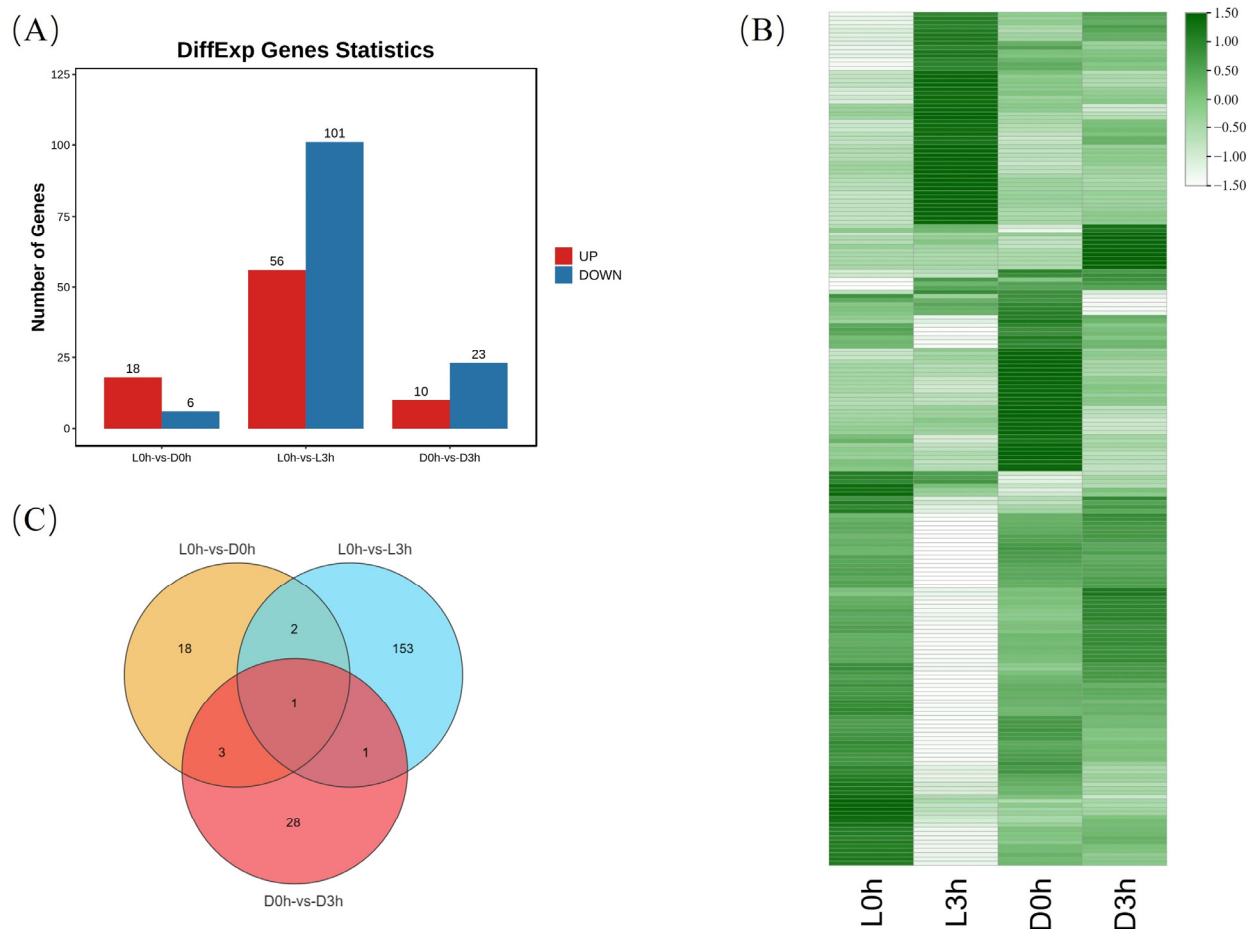 (A)
DiffExp Genes Statistics
Number of Genes
125
100
75
50
25
0
18
6
56
101
10
23
L0h-vs-D0h
L0h-vs-L3h
D0h-vs-D3h
UP
DOWN
(B)
1.50
1.00
0.50
0.00
−0.50
−1.00
−1.50
L0h
L3h
D0h
D3h
(C)
L0h-vs-D0h
L0h-vs-L3h
18
2
153
1
3
1
28
D0h-vs-D3h